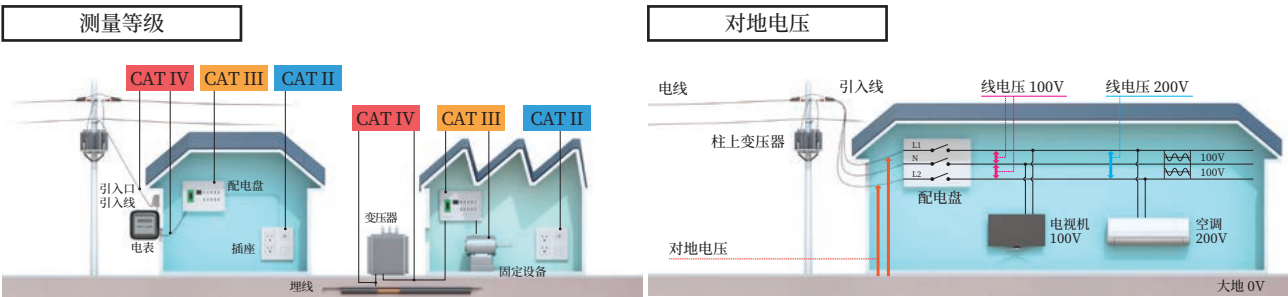 测量等级
CAT IV
CAT III
CAT II
引入口
引入线
配电盘
电表
插座
CAT IV
CAT III
CAT II
变压器
固定设备
埋线
对地电压
电线
引入线
线电压 100V
线电压 200V
柱上变压器
L1
N
L2
配电盘
100V
100V
电视机
100V
空调
200V
对地电压
大地 0V